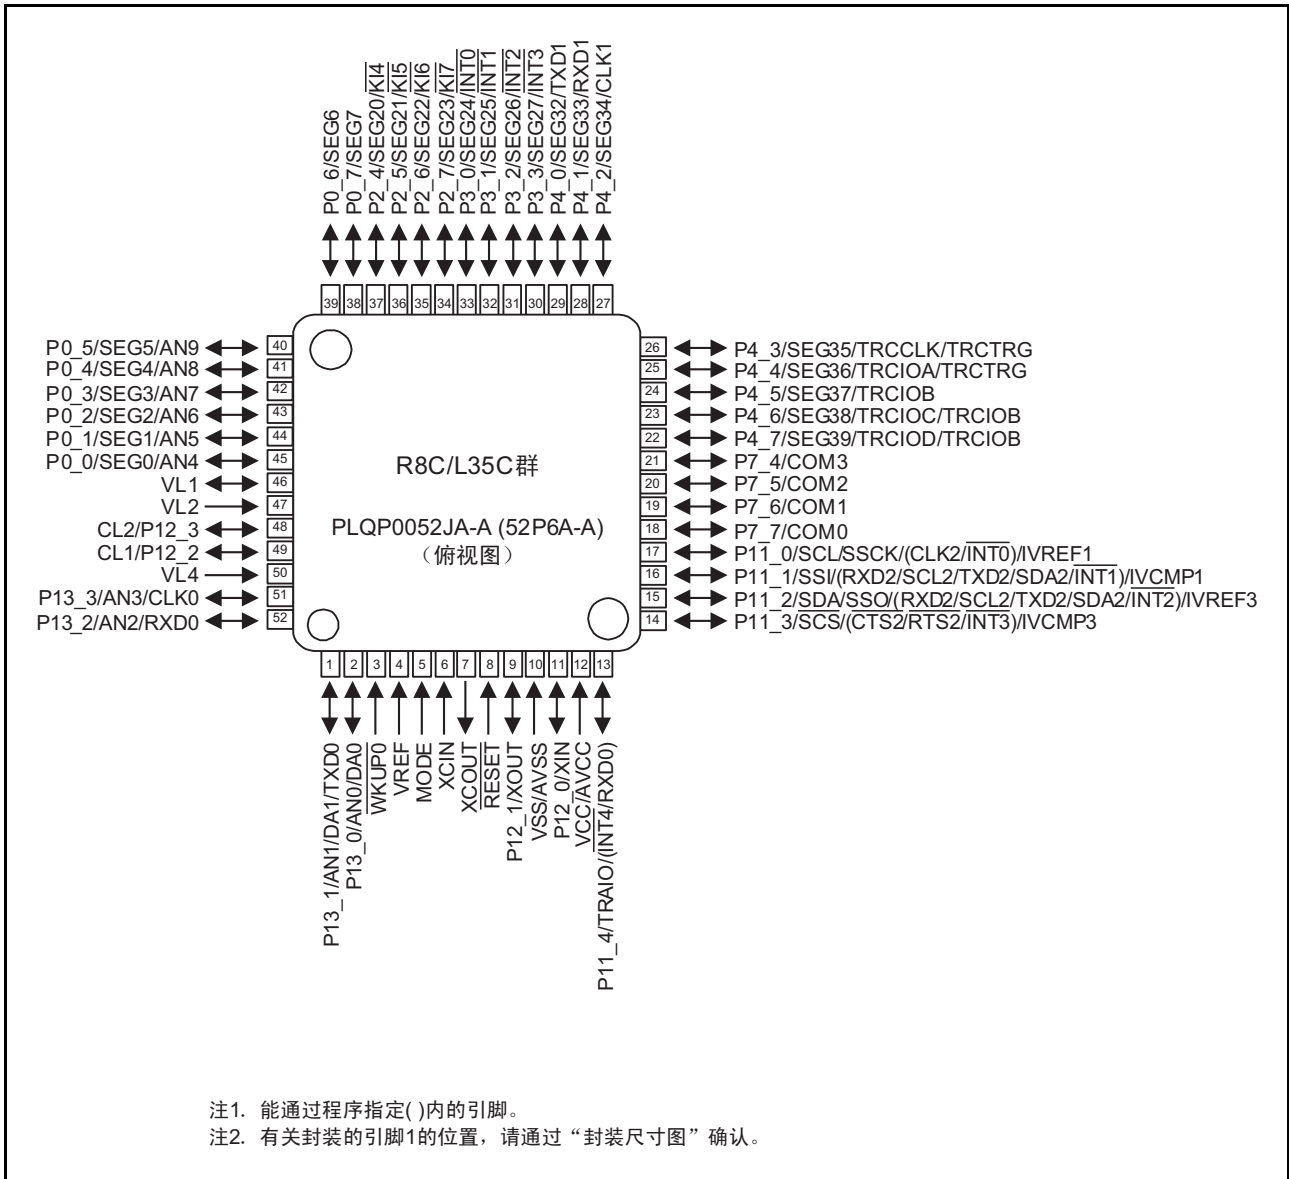 P0_6/SEG6
P0_7/SEG7
P2_4/SEG20/KI4
P2_5/SEG21/KI5
P2_6/SEG22/KI6
P2_7/SEG23/KI7
P3_0/SEG24/INT0
P3_1/SEG25/INT1
P3_2/SEG26/INT2
P3_3/SEG27/INT3
P4_0/SEG32/TXD1
P4_1/SEG33/RXD1
P4_2/SEG34/CLK1
39 38 37 36 35 34 33 32 31 30 29 28 27
P0_5/SEG5/AN9 40
P0_4/SEG4/AN8 41
P0_3/SEG3/AN7 42
P0_2/SEG2/AN6 43
P0_1/SEG1/AN5 44
P0_0/SEG0/AN4 45
VL1 46
VL2 47
CL2/P12_3 48
CL1/P12_2 49
VL4 50
P13_3/AN3/CLK0 51
P13_2/AN2/RXD0 52
R8C/L35C群
PLQP0052JA-A (52P6A-A)
（俯视图）
26 P4_3/SEG35/TRCCLK/TRCTRG
25 P4_4/SEG36/TRCIOA/TRCTRG
24 P4_5/SEG37/TRCIOB
23 P4_6/SEG38/TRCIOC/TRCIOB
22 P4_7/SEG39/TRCIOD/TRCIOB
21 P7_4/COM3
20 P7_5/COM2
19 P7_6/COM1
18 P7_7/COM0
17 P11_0/SCL/SSCK/(CLK2/INT0)/IVREF1
16 P11_1/SSI/(RXD2/SCL2/TXD2/SDA2/INT1)/IVCMP1
15 P11_2/SDA/SSO/(RXD2/SCL2/TXD2/SDA2/INT2)/IVREF3
14 P11_3/SCS/(CTS2/RTS2/INT3)/IVCMP3
1 2 3 4 5 6 7 8 9 10 11 12 13
P13_1/AN1/DA1/TXD0
P13_0/AN0/DA0
WKUP0
VREF
MODE
XCIN
XCOUT
RESET
P12_1/XOUT
VSS/AVSS
P12_0/XIN
VCC/AVCC
P11_4/TRAIO/(INT4/RXD0)
注1. 能通过程序指定( )内的引脚。
注2. 有关封装的引脚1的位置，请通过“封装尺寸图”确认。